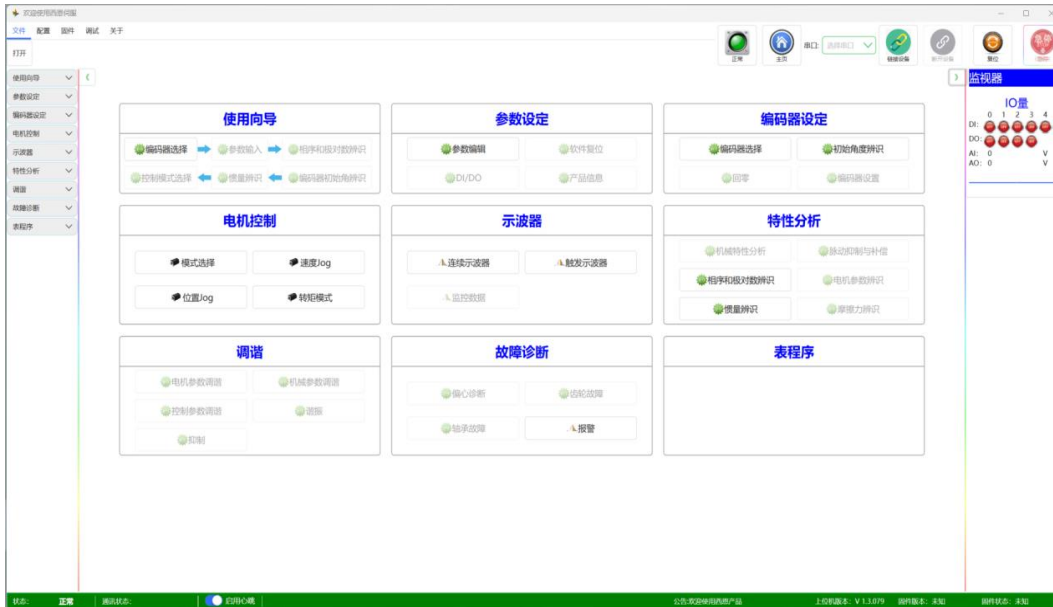 欢迎使用西恩伺服
文件 配置 固件 调试 关于
打开
正常
主页
串口: 选择串口
链接设备
断开设备
复位
急停
使用向导
参数设定
编码器设定
电机控制
示波器
特性分析
调谐
故障诊断
表程序
使用向导
编码器选择 参数输入 相序和极对数辨识
控制模式选择 惯量辨识 编码器初始角辨识
参数设定
参数编辑 软件复位
DI/DO 产品信息
编码器设定
编码器选择 初始角度辨识
回零 编码器设置
电机控制
模式选择 速度Jog
位置Jog 转矩模式
示波器
连续示波器 触发示波器
监控数据
特性分析
机械特性分析 脉动抑制与补偿
相序和极对数辨识 电机参数辨识
惯量辨识 摩擦力辨识
调谐
电机参数调谐 机械参数调谐
控制参数调谐 谐振
抑制
故障诊断
偏心诊断 齿轮故障
轴承故障 报警
表程序
监视器
IO量
0 1 2 3 4
DI:
DO:
AI: 0 V
AO: 0 V
状态: 正常 通讯状态: 启用心跳 公告:欢迎使用西恩产品 上位机版本: V 1.3.079 固件版本: 未知 固件状态: 未知